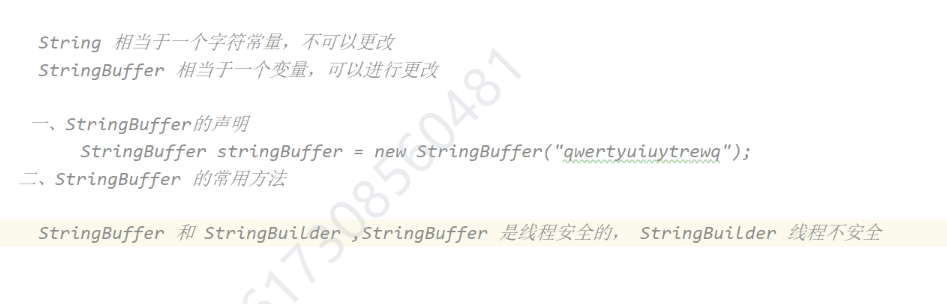 String 相当于一个字符常量，不可以更改
StringBuffer 相当于一个变量，可以进行更改
一、StringBuffer的声明
StringBuffer stringBuffer = new StringBuffer("qwertyuiuytrewq");
二、StringBuffer 的常用方法
StringBuffer 和 StringBuilder ,StringBuffer 是线程安全的， StringBuilder 线程不安全
617308560481